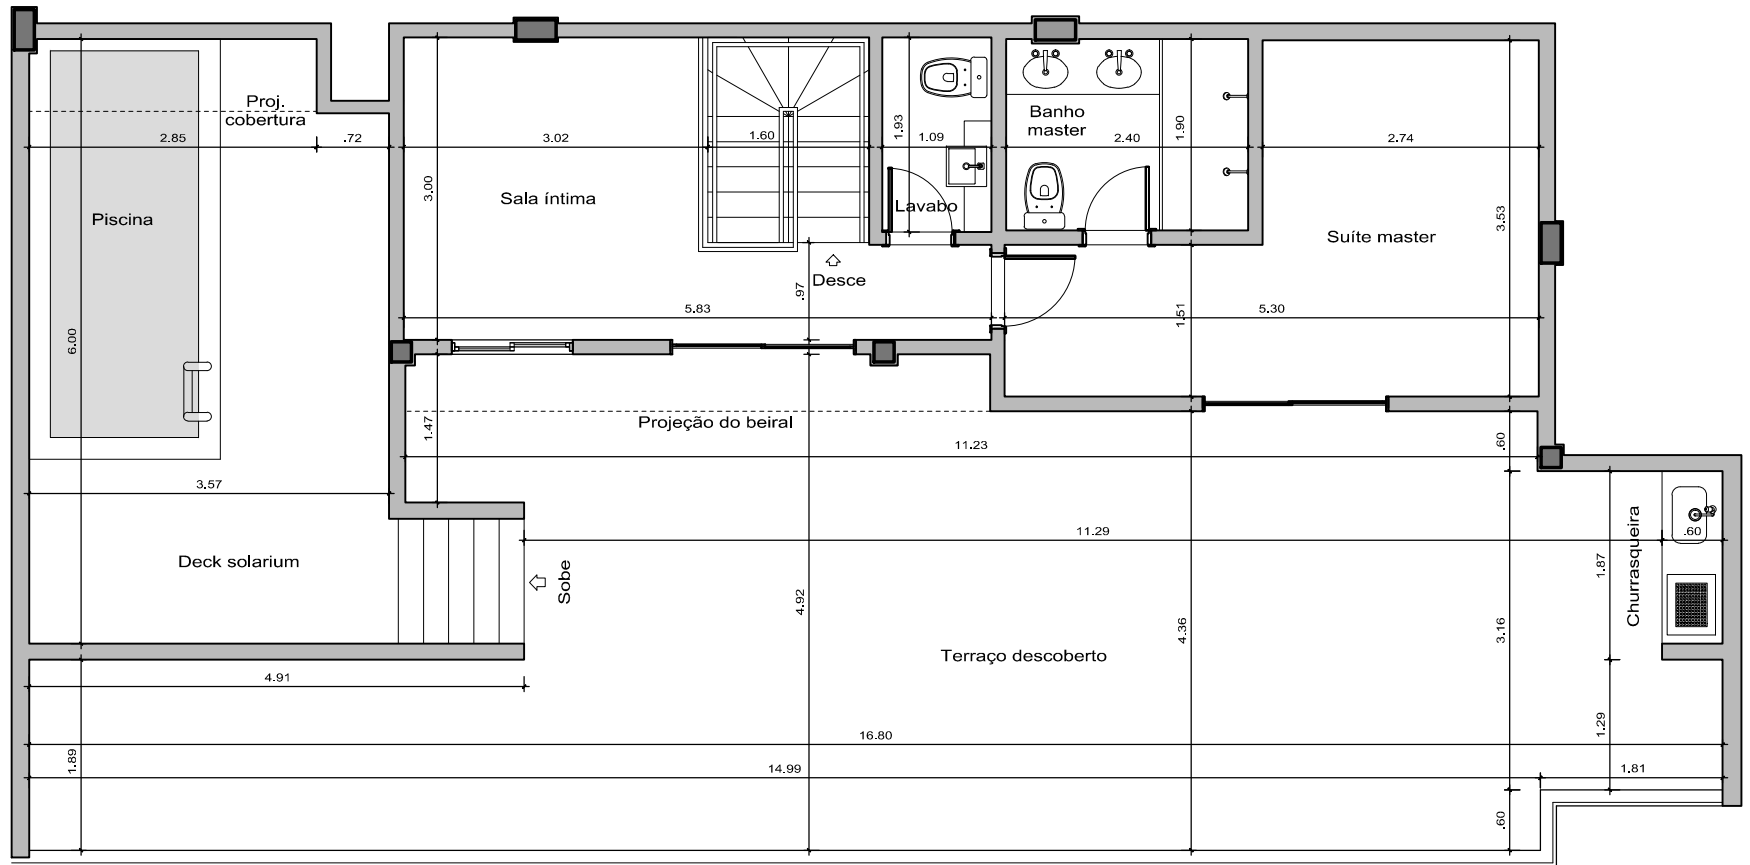 Proj.
cobertura
2.85
.72
3.02
1.60
1.93
1.09
Banho
master
2.40
1.90
2.74
3.00
Sala íntima
Lavabo
Piscina
Suíte master
3.53
Desce
.97
5.83
1.51
5.30
6.00
Projeção do beiral
1.47
11.23
.60
3.57
11.29
.60
Deck solarium
Sobe
4.92
4.36
3.16
1.87
Churrasqueira
Terraço descoberto
4.91
16.80
1.29
1.89
14.99
1.81
.60